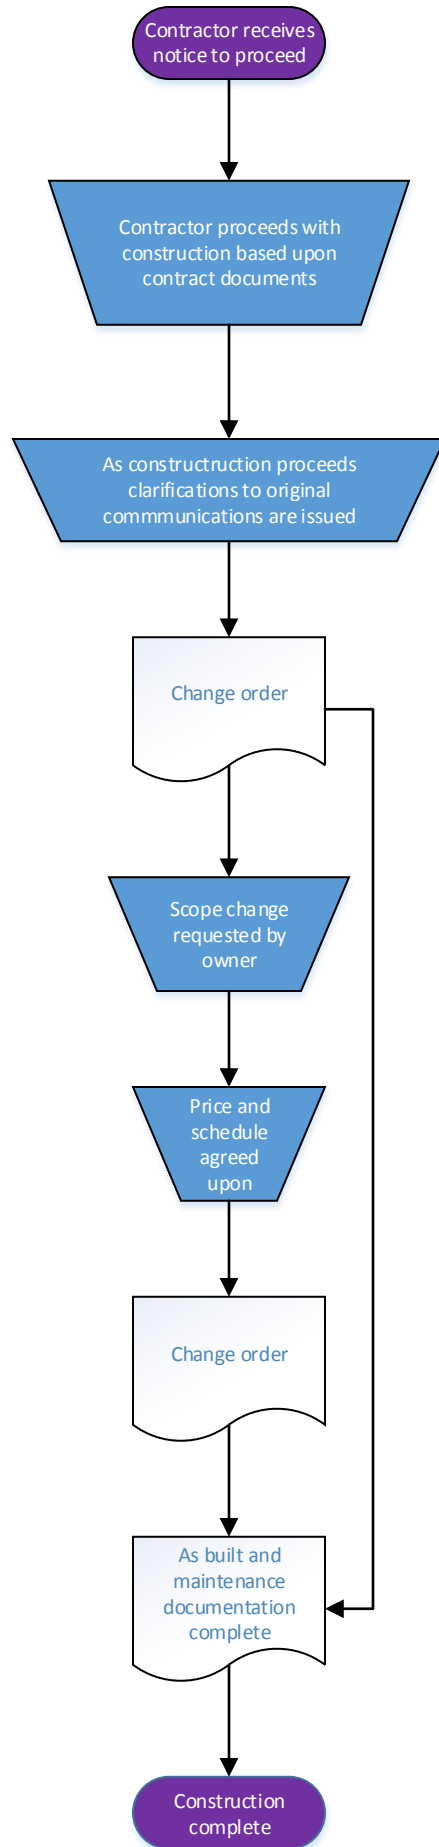 Contractor receives
notice to proceed
Contractor proceeds with
construction based upon
contract documents
As constructruction proceeds
clarifications to original
commmunications are issued
Change order
Scope change
requested by
owner
Price and
schedule
agreed
upon
Change order
As built and
maintenance
documentation
complete
Construction
complete